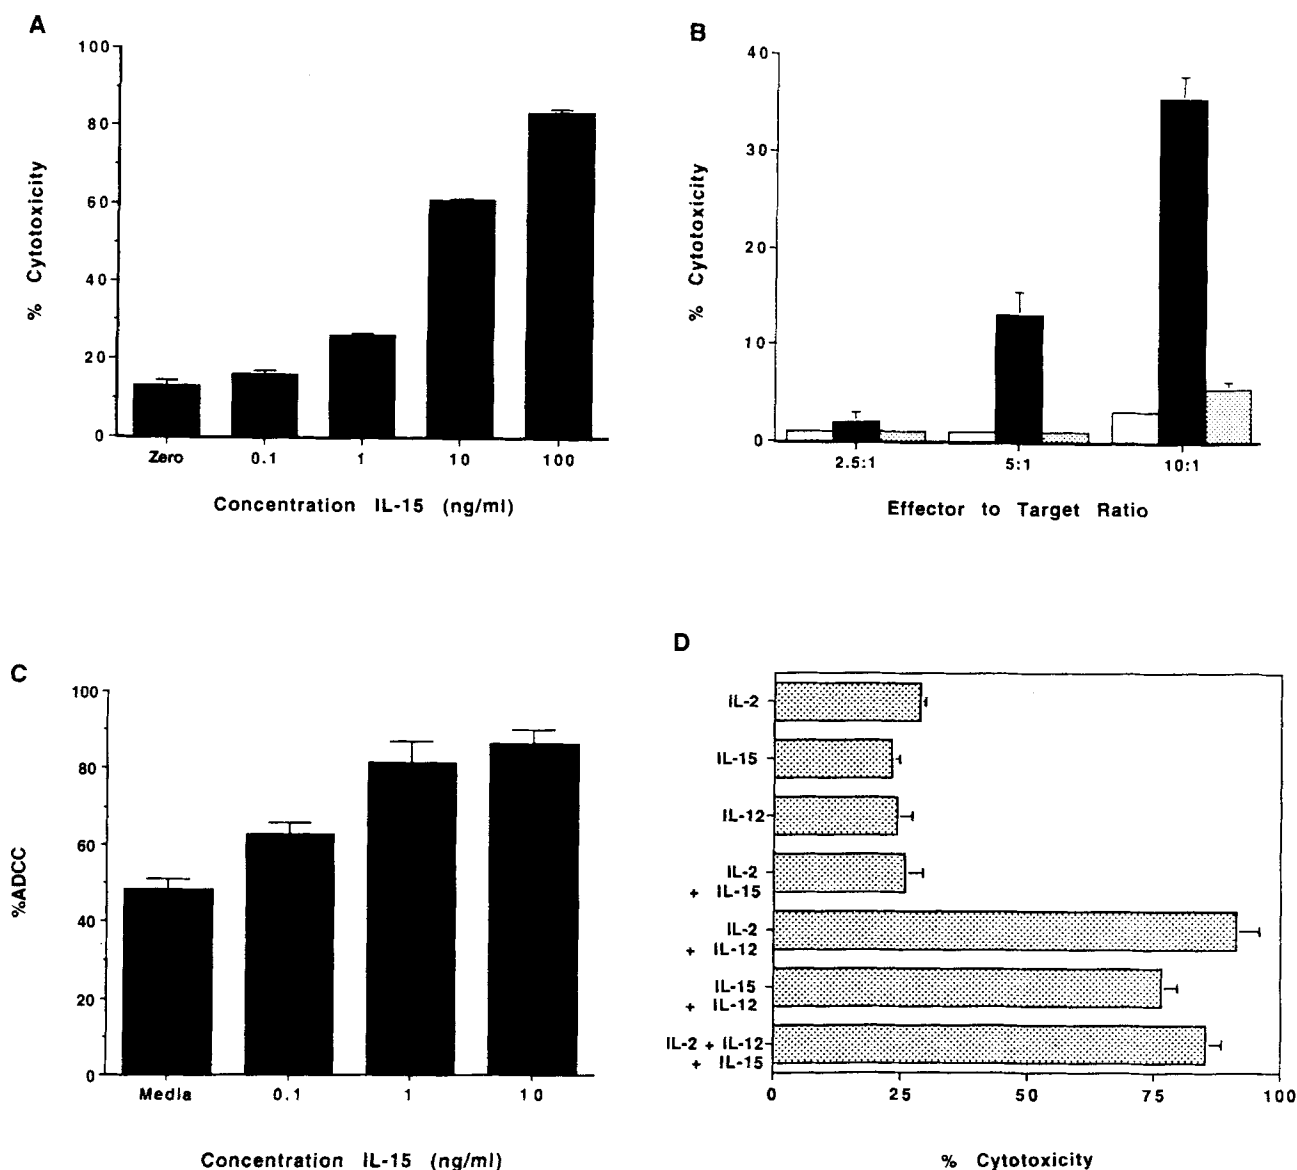 A
100
80
60
40
20
0
% Cytotoxicity
Zero 0.1 1 10 100
Concentration IL-15 (ng/ml)
B
40
30
20
10
0
% Cytotoxicity
2.5:1 5:1 10:1
Effector to Target Ratio
C
100
80
60
40
20
0
%ADCC
Media 0.1 1 10
Concentration IL-15 (ng/ml)
D
IL-2
IL-15
IL-12
IL-2
+ IL-15
IL-2
+ IL-12
IL-15
+ IL-12
IL-2 + IL-12
+ IL-15
0 25 50 75 100
% Cytotoxicity